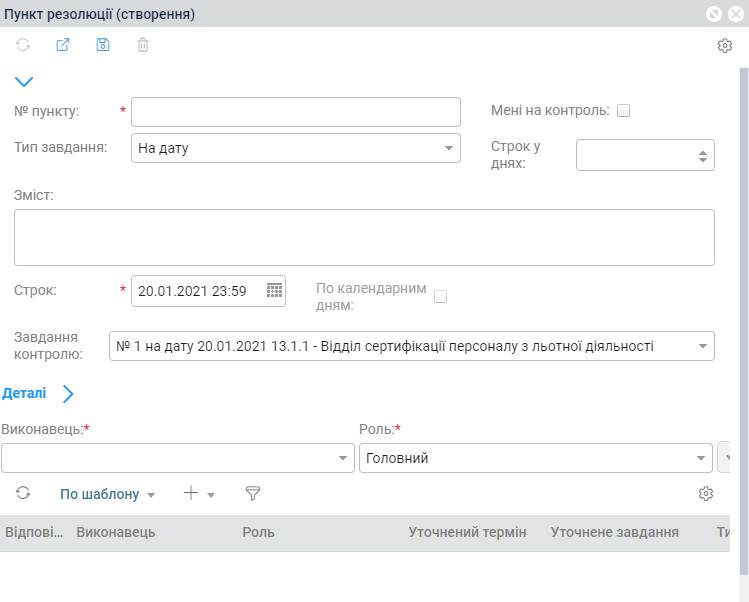 Пункт резолюції (створення)
№ пункту: *
Мені на контроль:
Тип завдання: На дату
Строк у
днях:
Зміст:
Строк: * 20.01.2021 23:59
По календарним
дням:
Завдання
контролю:
№ 1 на дату 20.01.2021 13.1.1 - Відділ сертифікації персоналу з льотної діяльності
Деталі
Виконавець:* Роль:*
Головний
По шаблону
Відпові... Виконавець Роль Уточнений термін Уточнене завдання Ти